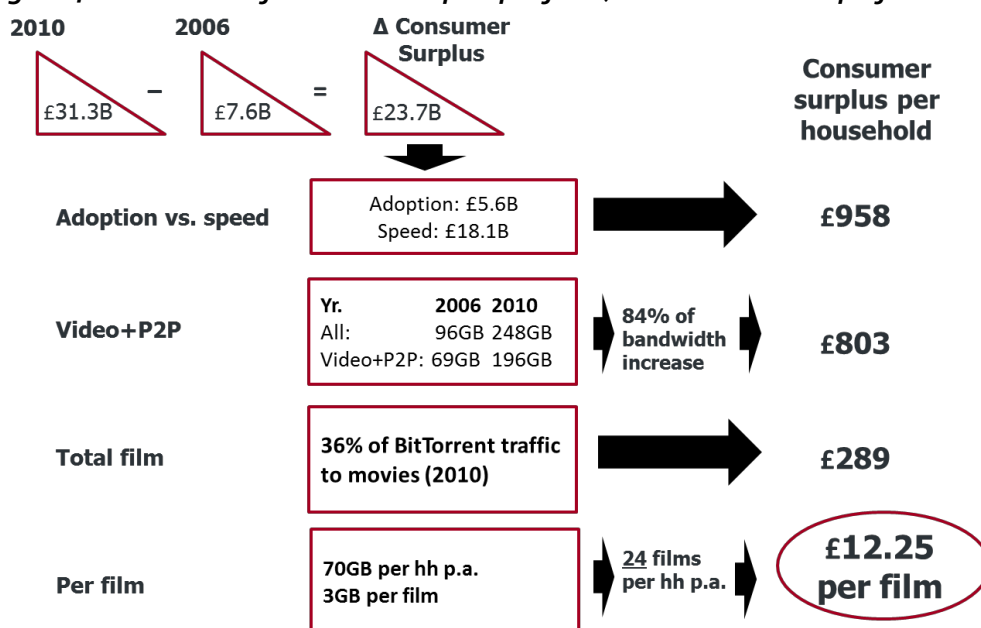 2010 2006 Δ Consumer
Surplus
£31.3B – £7.6B = £23.7B
Consumer
surplus per
household
Adoption vs. speed
Adoption: £5.6B
Speed: £18.1B
£958
Video+P2P
Yr. 2006 2010
All: 96GB 248GB
Video+P2P: 69GB 196GB
84% of
bandwidth
increase
£803
Total film
36% of BitTorrent traffic
to movies (2010)
£289
Per film
70GB per hh p.a.
3GB per film
24 films
per hh p.a.
£12.25
per film